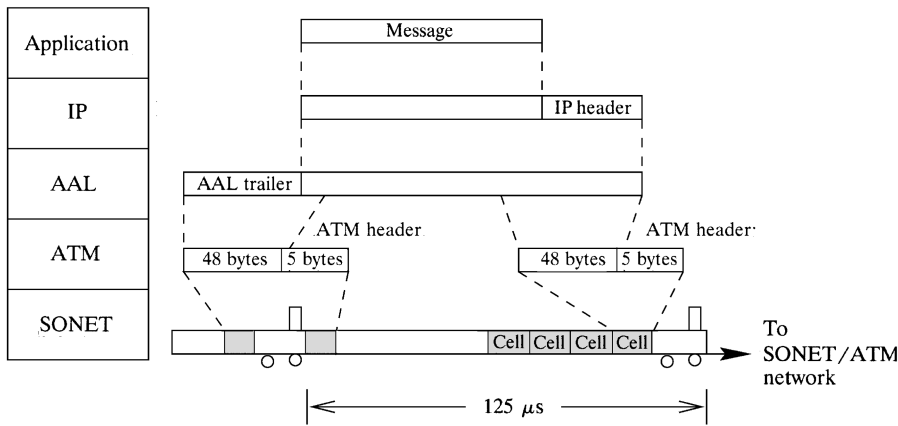 Application
Message
IP
IP header
AAL
AAL trailer
ATM
ATM header
ATM header
48 bytes
5 bytes
48 bytes
5 bytes
SONET
Cell
Cell
Cell
Cell
To
SONET/ATM
network
125 μs